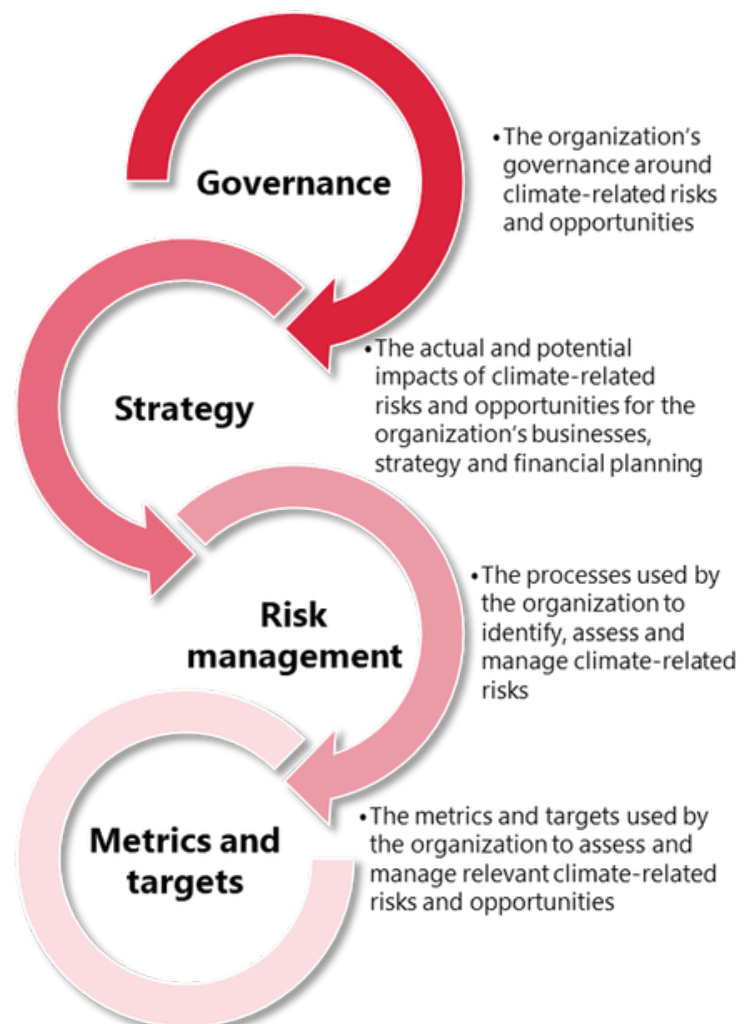 Governance
•The organization's
governance around
climate-related risks
and opportunities
Strategy
•The actual and potential
impacts of climate-related
risks and opportunities for the
organization's businesses,
strategy and financial planning
Risk
management
•The processes used by
the organization to
identify, assess and
manage climate-related
risks
Metrics and
targets
•The metrics and targets used by
the organization to assess and
manage relevant climate-related
risks and opportunities